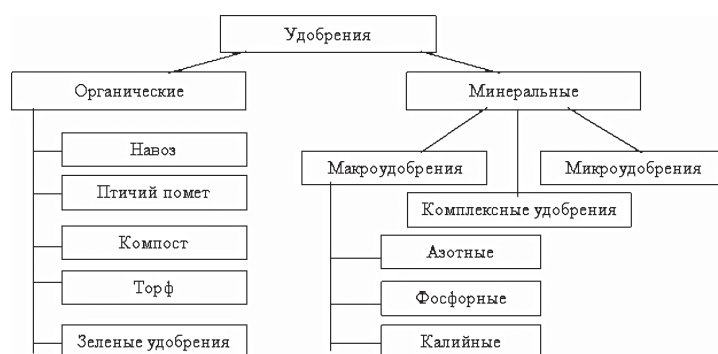 Удобрения
Органические
Минеральные
Навоз
Птичий помет
Компост
Торф
Зеленые удобрения
Макроудобрения
Микроудобрения
Комплексные удобрения
Азотные
Фосфорные
Калийные